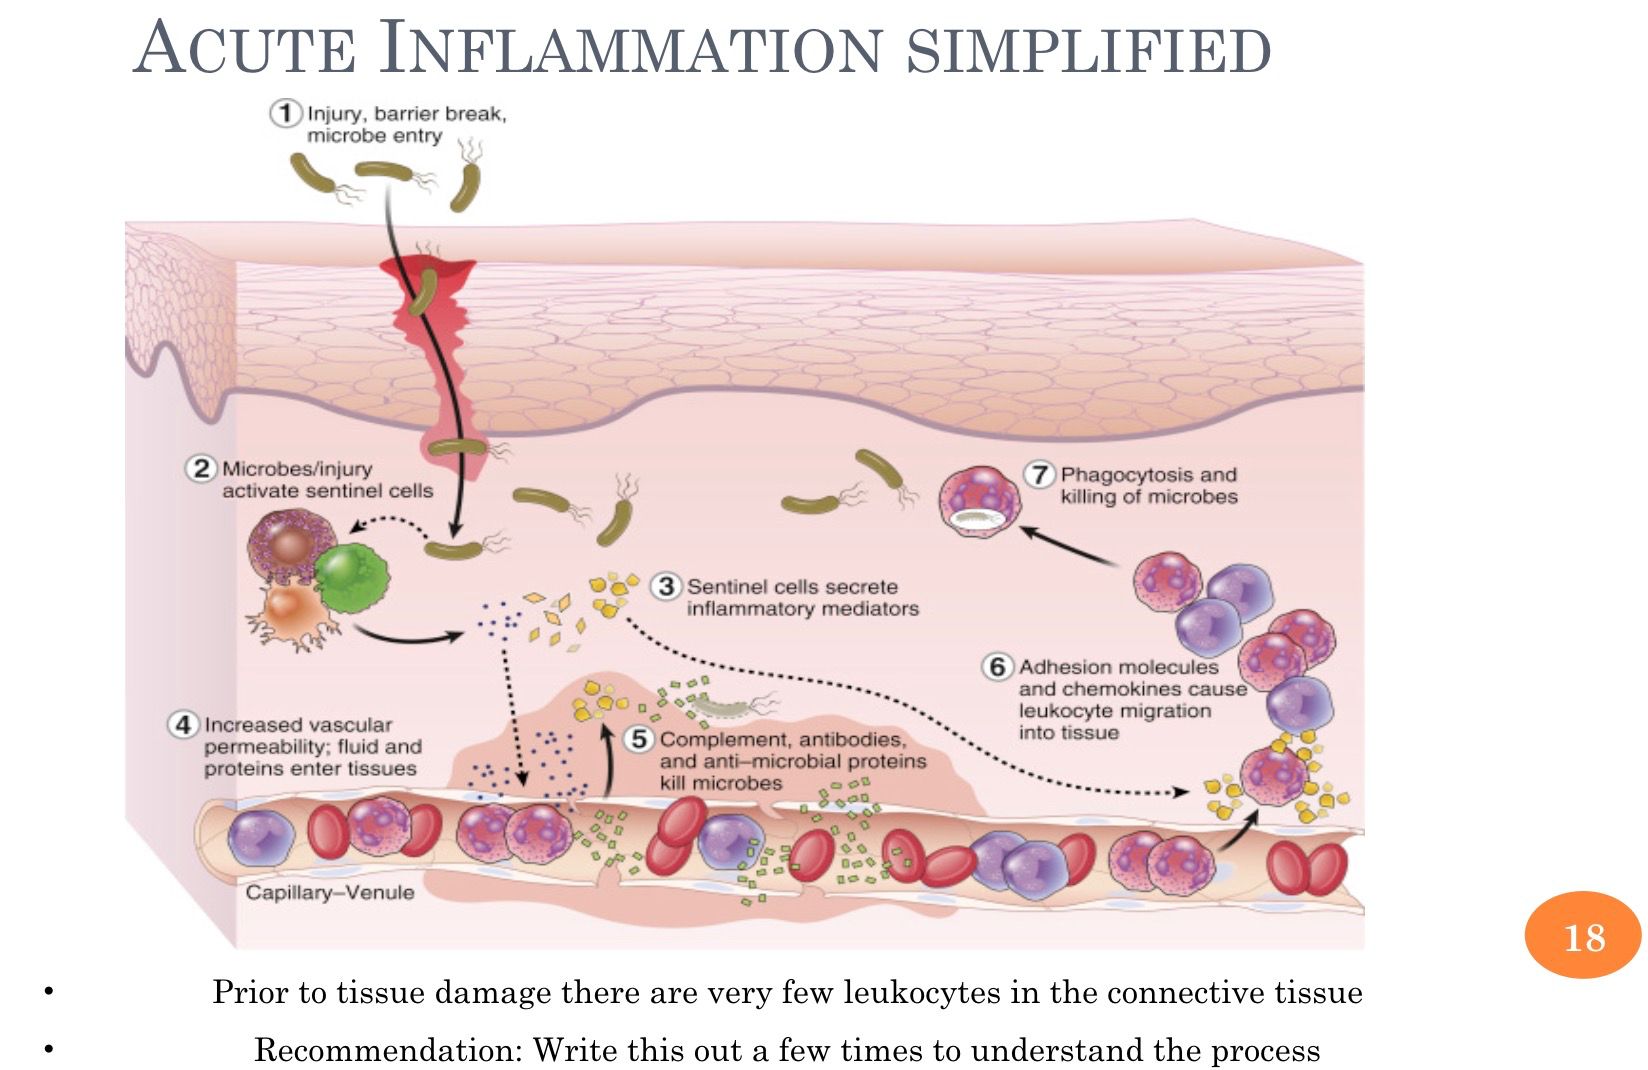 ACUTE INFLAMMATION SIMPLIFIED
1 Injury, barrier break,
microbe entry
2 Microbes/injury
activate sentinel cells
3 Sentinel cells secrete
inflammatory mediators
4 Increased vascular
permeability; fluid and
proteins enter tissues
5 Complement, antibodies,
and anti–microbial proteins
kill microbes
6 Adhesion molecules
and chemokines cause
leukocyte migration
into tissue
7 Phagocytosis and
killing of microbes
Capillary–Venule
18
• Prior to tissue damage there are very few leukocytes in the connective tissue
• Recommendation: Write this out a few times to understand the process